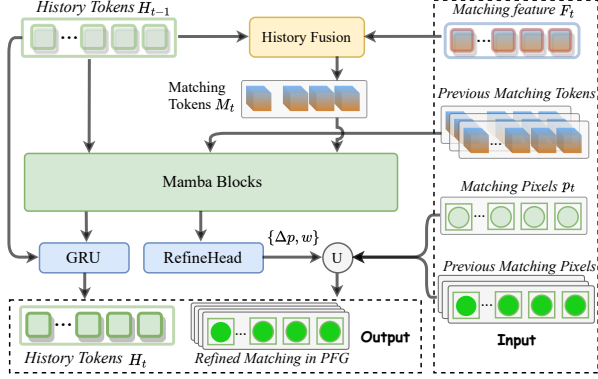 History Tokens H_{t-1}
Matching feature F_t
History Fusion
Matching
Tokens M_t
...
Previous Matching Tokens
...
Mamba Blocks
Matching Pixels p_t
...
{Δp, w}
GRU
RefineHead
U
Previous Matching Pixels
...
...
...
Output
Input
History Tokens H_t
Refined Matching in PFG